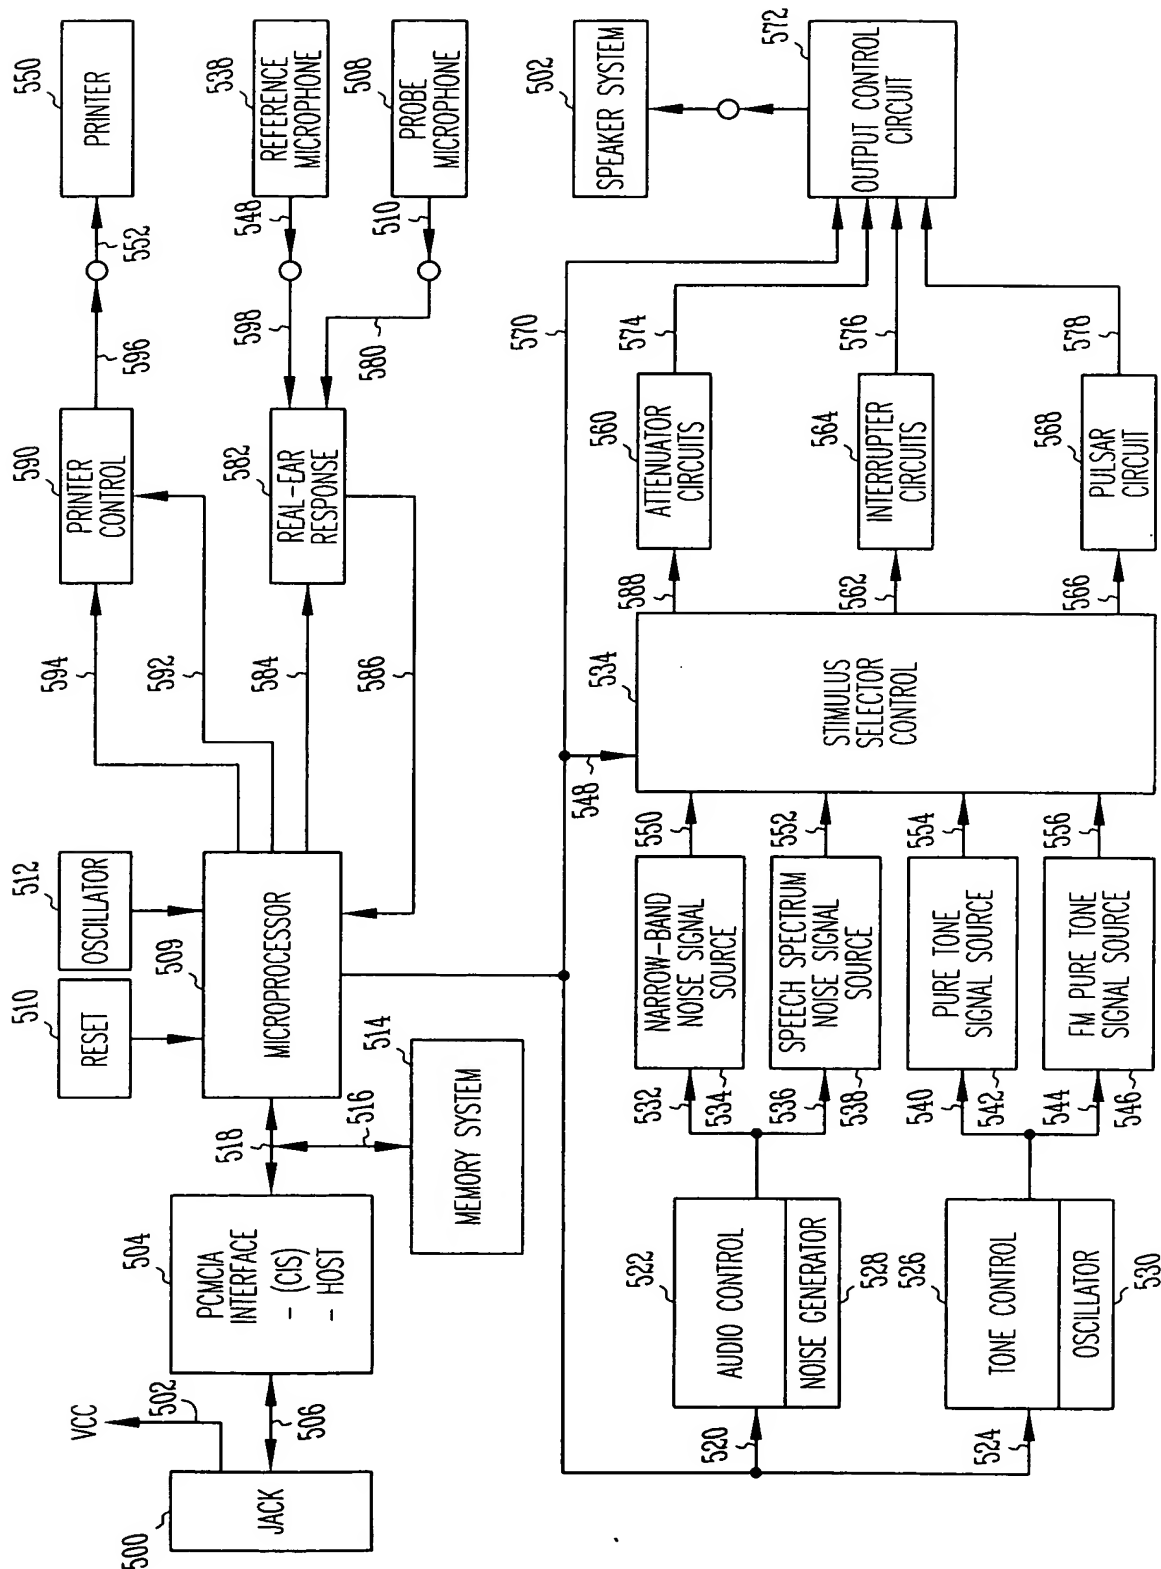 550
PRINTER
552
596
590
PRINTER
CONTROL
594
592
538
REFERENCE
MICROPHONE
548
598
508
PROBE
MICROPHONE
510
580
582
REAL-EAR
RESPONSE
584
586
512
OSCILLATOR
510
RESET
509
MICROPROCESSOR
514
MEMORY SYSTEM
516
518
504
PCMCIA
INTERFACE
- (CIS)
- HOST
VCC
502
506
500
JACK
502
SPEAKER SYSTEM
572
OUTPUT CONTROL
CIRCUIT
570
574
576
578
560
ATTENUATOR
CIRCUITS
564
INTERRUPTER
CIRCUITS
568
PULSAR
CIRCUIT
588
562
566
534
STIMULUS
SELECTOR
CONTROL
548
550
552
554
556
NARROW-BAND
NOISE SIGNAL
SOURCE
SPEECH SPECTRUM
NOISE SIGNAL
SOURCE
PURE TONE
SIGNAL SOURCE
FM PURE TONE
SIGNAL SOURCE
532
534
536
538
540
542
544
546
522
AUDIO CONTROL
NOISE GENERATOR
528
526
TONE CONTROL
OSCILLATOR
530
520
524